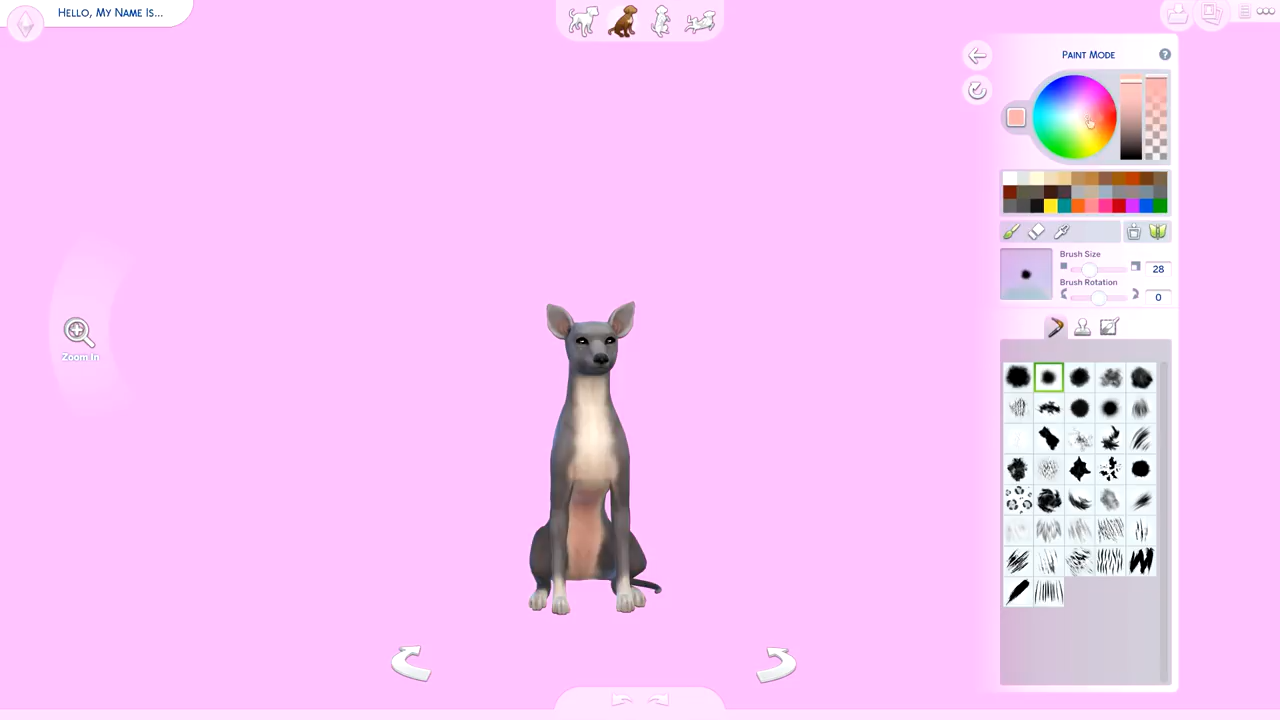 Hello, My Name Is...
Paint Mode
?
Brush Size
28
Brush Rotation
0
Zoom In